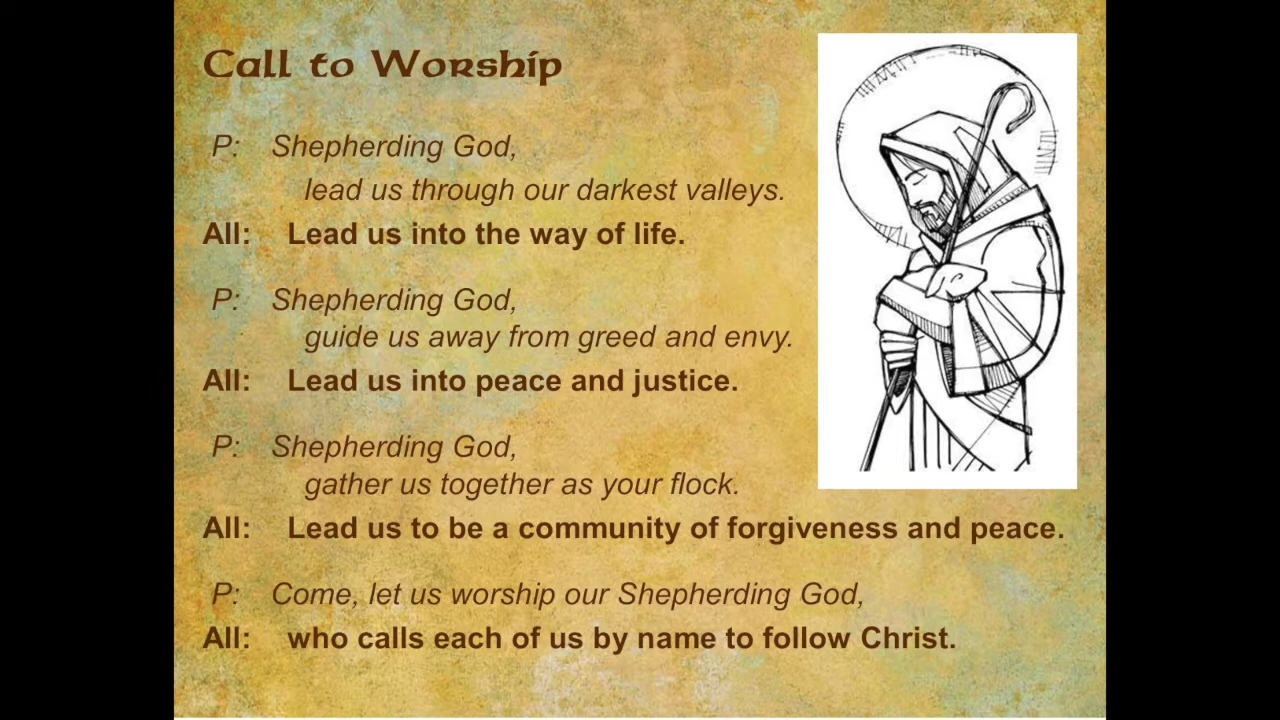 Call to Worship
P: Shepherding God,
lead us through our darkest valleys.
All: Lead us into the way of life.
P: Shepherding God,
guide us away from greed and envy.
All: Lead us into peace and justice.
P: Shepherding God,
gather us together as your flock.
All: Lead us to be a community of forgiveness and peace.
P: Come, let us worship our Shepherding God,
All: who calls each of us by name to follow Christ.